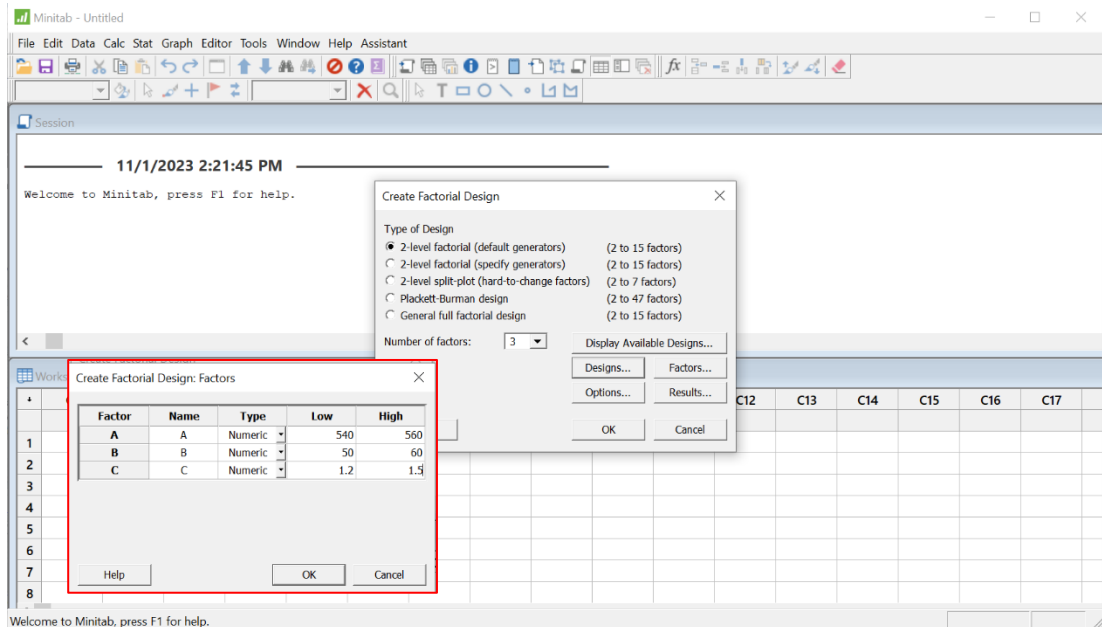 Minitab - Untitled
File Edit Data Calc Stat Graph Editor Tools Window Help Assistant
Session
11/1/2023 2:21:45 PM
Welcome to Minitab, press F1 for help.
Create Factorial Design
Type of Design
2-level factorial (default generators) (2 to 15 factors)
2-level factorial (specify generators) (2 to 15 factors)
2-level split-plot (hard-to-change factors) (2 to 7 factors)
Plackett-Burman design (2 to 47 factors)
General full factorial design (2 to 15 factors)
Number of factors: 3 Display Available Designs...
Designs... Factors...
Options... Results...
OK Cancel
Works
Create Factorial Design: Factors
Factor Name Type Low High
A A Numeric 540 560
B B Numeric 50 60
C C Numeric 1.2 1.5
Help OK Cancel
C12 C13 C14 C15 C16 C17
1
2
3
4
5
6
7
8
Welcome to Minitab, press F1 for help.